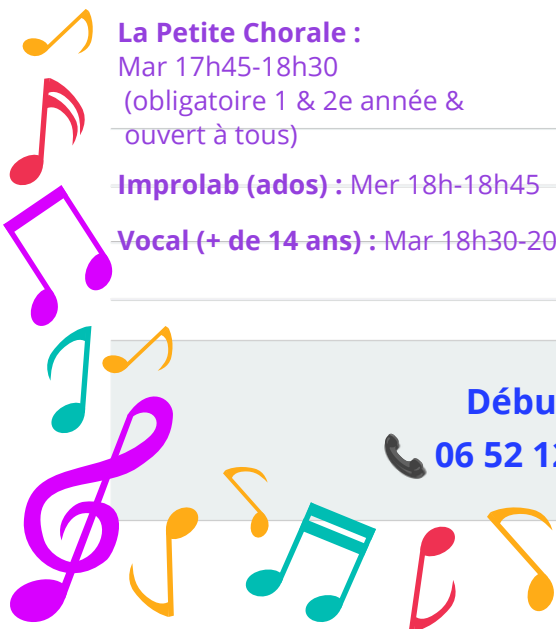 La Petite Chorale :
Mar 17h45-18h30
(obligatoire 1 & 2e année &
ouvert à tous)
Improlab (ados) : Mer 18h-18h45
Vocal (+ de 14 ans) : Mar 18h30-20
Débu
06 52 12